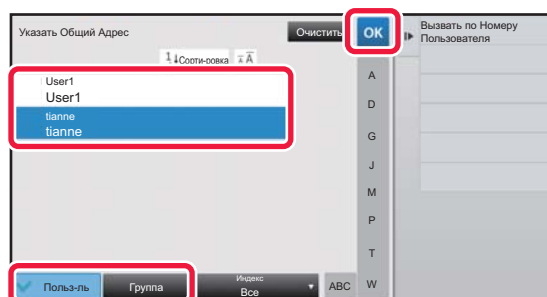 Указать Общий Адрес
Очистить
OK
Вызвать по Номеру
Пользователя
1 Сорти-ровка
A A
User1
User1
tianne
tianne
A
D
G
J
M
P
T
W
Польз-ль
Группа
Индекс
Все
ABC